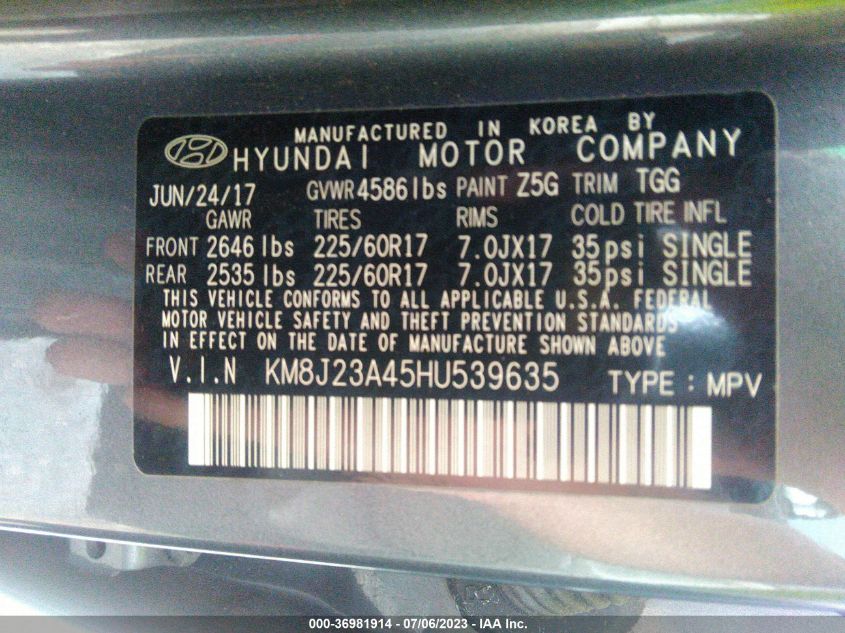 MANUFACTURED IN KOREA BY
HYUNDAI MOTOR COMPANY
JUN/24/17 GVWR 4586 lbs PAINT Z5G TRIM TGG
GAWR TIRES RIMS COLD TIRE INFL
FRONT 2646 lbs 225/60R17 7.0JX17 35psi SINGLE
REAR 2535 lbs 225/60R17 7.0JX17 35psi SINGLE
THIS VEHICLE CONFORMS TO ALL APPLICABLE U.S.A. FEDERAL
MOTOR VEHICLE SAFETY AND THEFT PREVENTION STANDARDS
IN EFFECT ON THE DATE OF MANUFACTURE SHOWN ABOVE
V.I.N KM8J23A45HU539635 TYPE : MPV
000-36981914 - 07/06/2023 - IAA Inc.